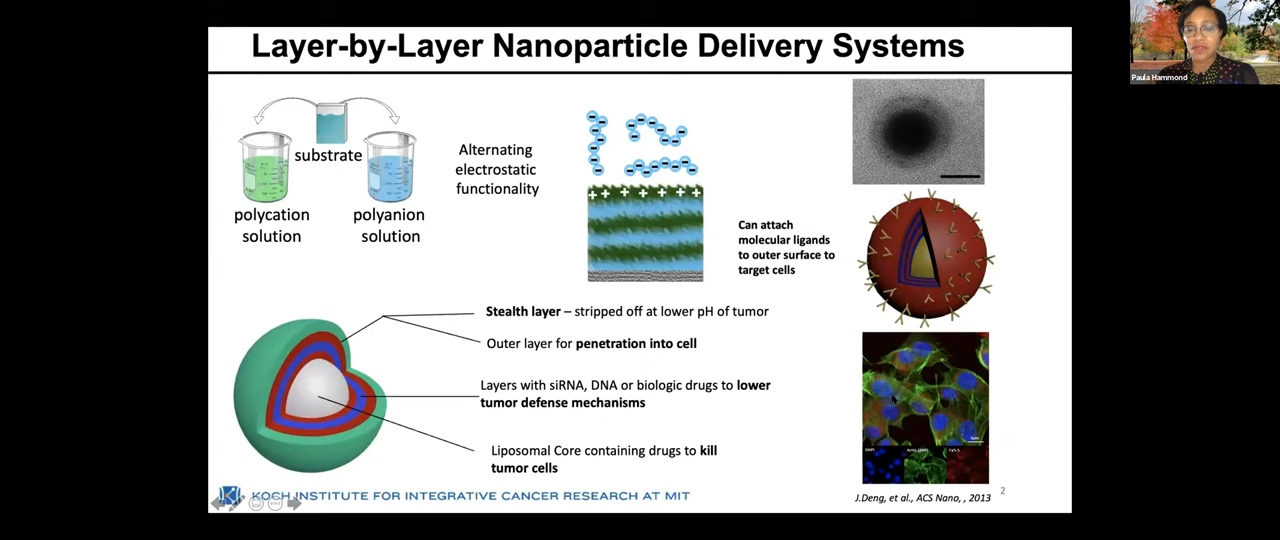 Layer-by-Layer Nanoparticle Delivery Systems
Paula Hammond
substrate
polycation
solution
polyanion
solution
Alternating
electrostatic
functionality
+ + + + + + +
Can attach
molecular ligands
to outer surface to
target cells
Stealth layer – stripped off at lower pH of tumor
Outer layer for penetration into cell
Layers with siRNA, DNA or biologic drugs to lower
tumor defense mechanisms
Liposomal Core containing drugs to kill
tumor cells
DAPI
Cy5.5
KOCH INSTITUTE FOR INTEGRATIVE CANCER RESEARCH AT MIT
J.Deng, et al., ACS Nano, , 2013
2